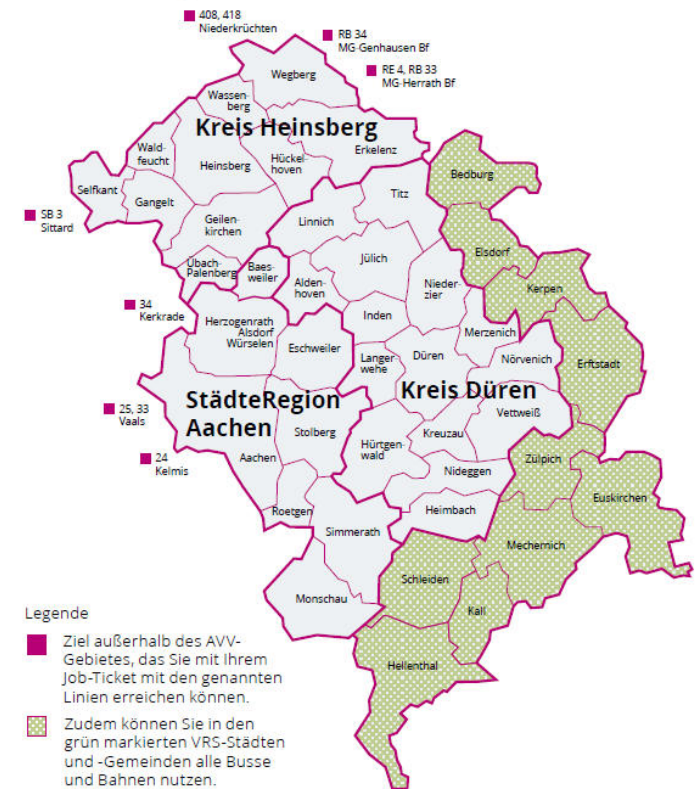 408, 418
Niederkrüchten
RB 34
MG-Genhausen Bf
RE 4, RB 33
MG-Herrath Bf
Wegberg
Wassen-
berg
Kreis Heinsberg
Erkelenz
Wald-
feucht
Heinsberg
Hückel-
hoven
Bedburg
Selfkant
Gangelt
Titz
SB 3
Sittard
Geilen-
kirchen
Linnich
Elsdorf
Übach-
Palenberg
Baes-
weiler
Jülich
Alden-
hoven
Nieder-
zier
Kerpen
34
Kerkrade
Herzogenrath
Alsdorf
Würselen
Inden
Merzenich
Eschweiler
Langer-
wehe
Düren
Nörvenich
Erftstadt
StädteRegion
Aachen
Kreis Düren
25, 33
Vaals
Vettweiß
Stolberg
Kreuzau
Hürtgen-
wald
24
Kelmis
Aachen
Zülpich
Nideggen
Euskirchen
Roetgen
Heimbach
Simmerath
Mechernich
Schleiden
Monschau
Kall
Hellenthal
Legende
Ziel außerhalb des AVV-
Gebietes, das Sie mit Ihrem
Job-Ticket mit den genannten
Linien erreichen können.
Zudem können Sie in den
grün markierten VRS-Städten
und -Gemeinden alle Busse
und Bahnen nutzen.